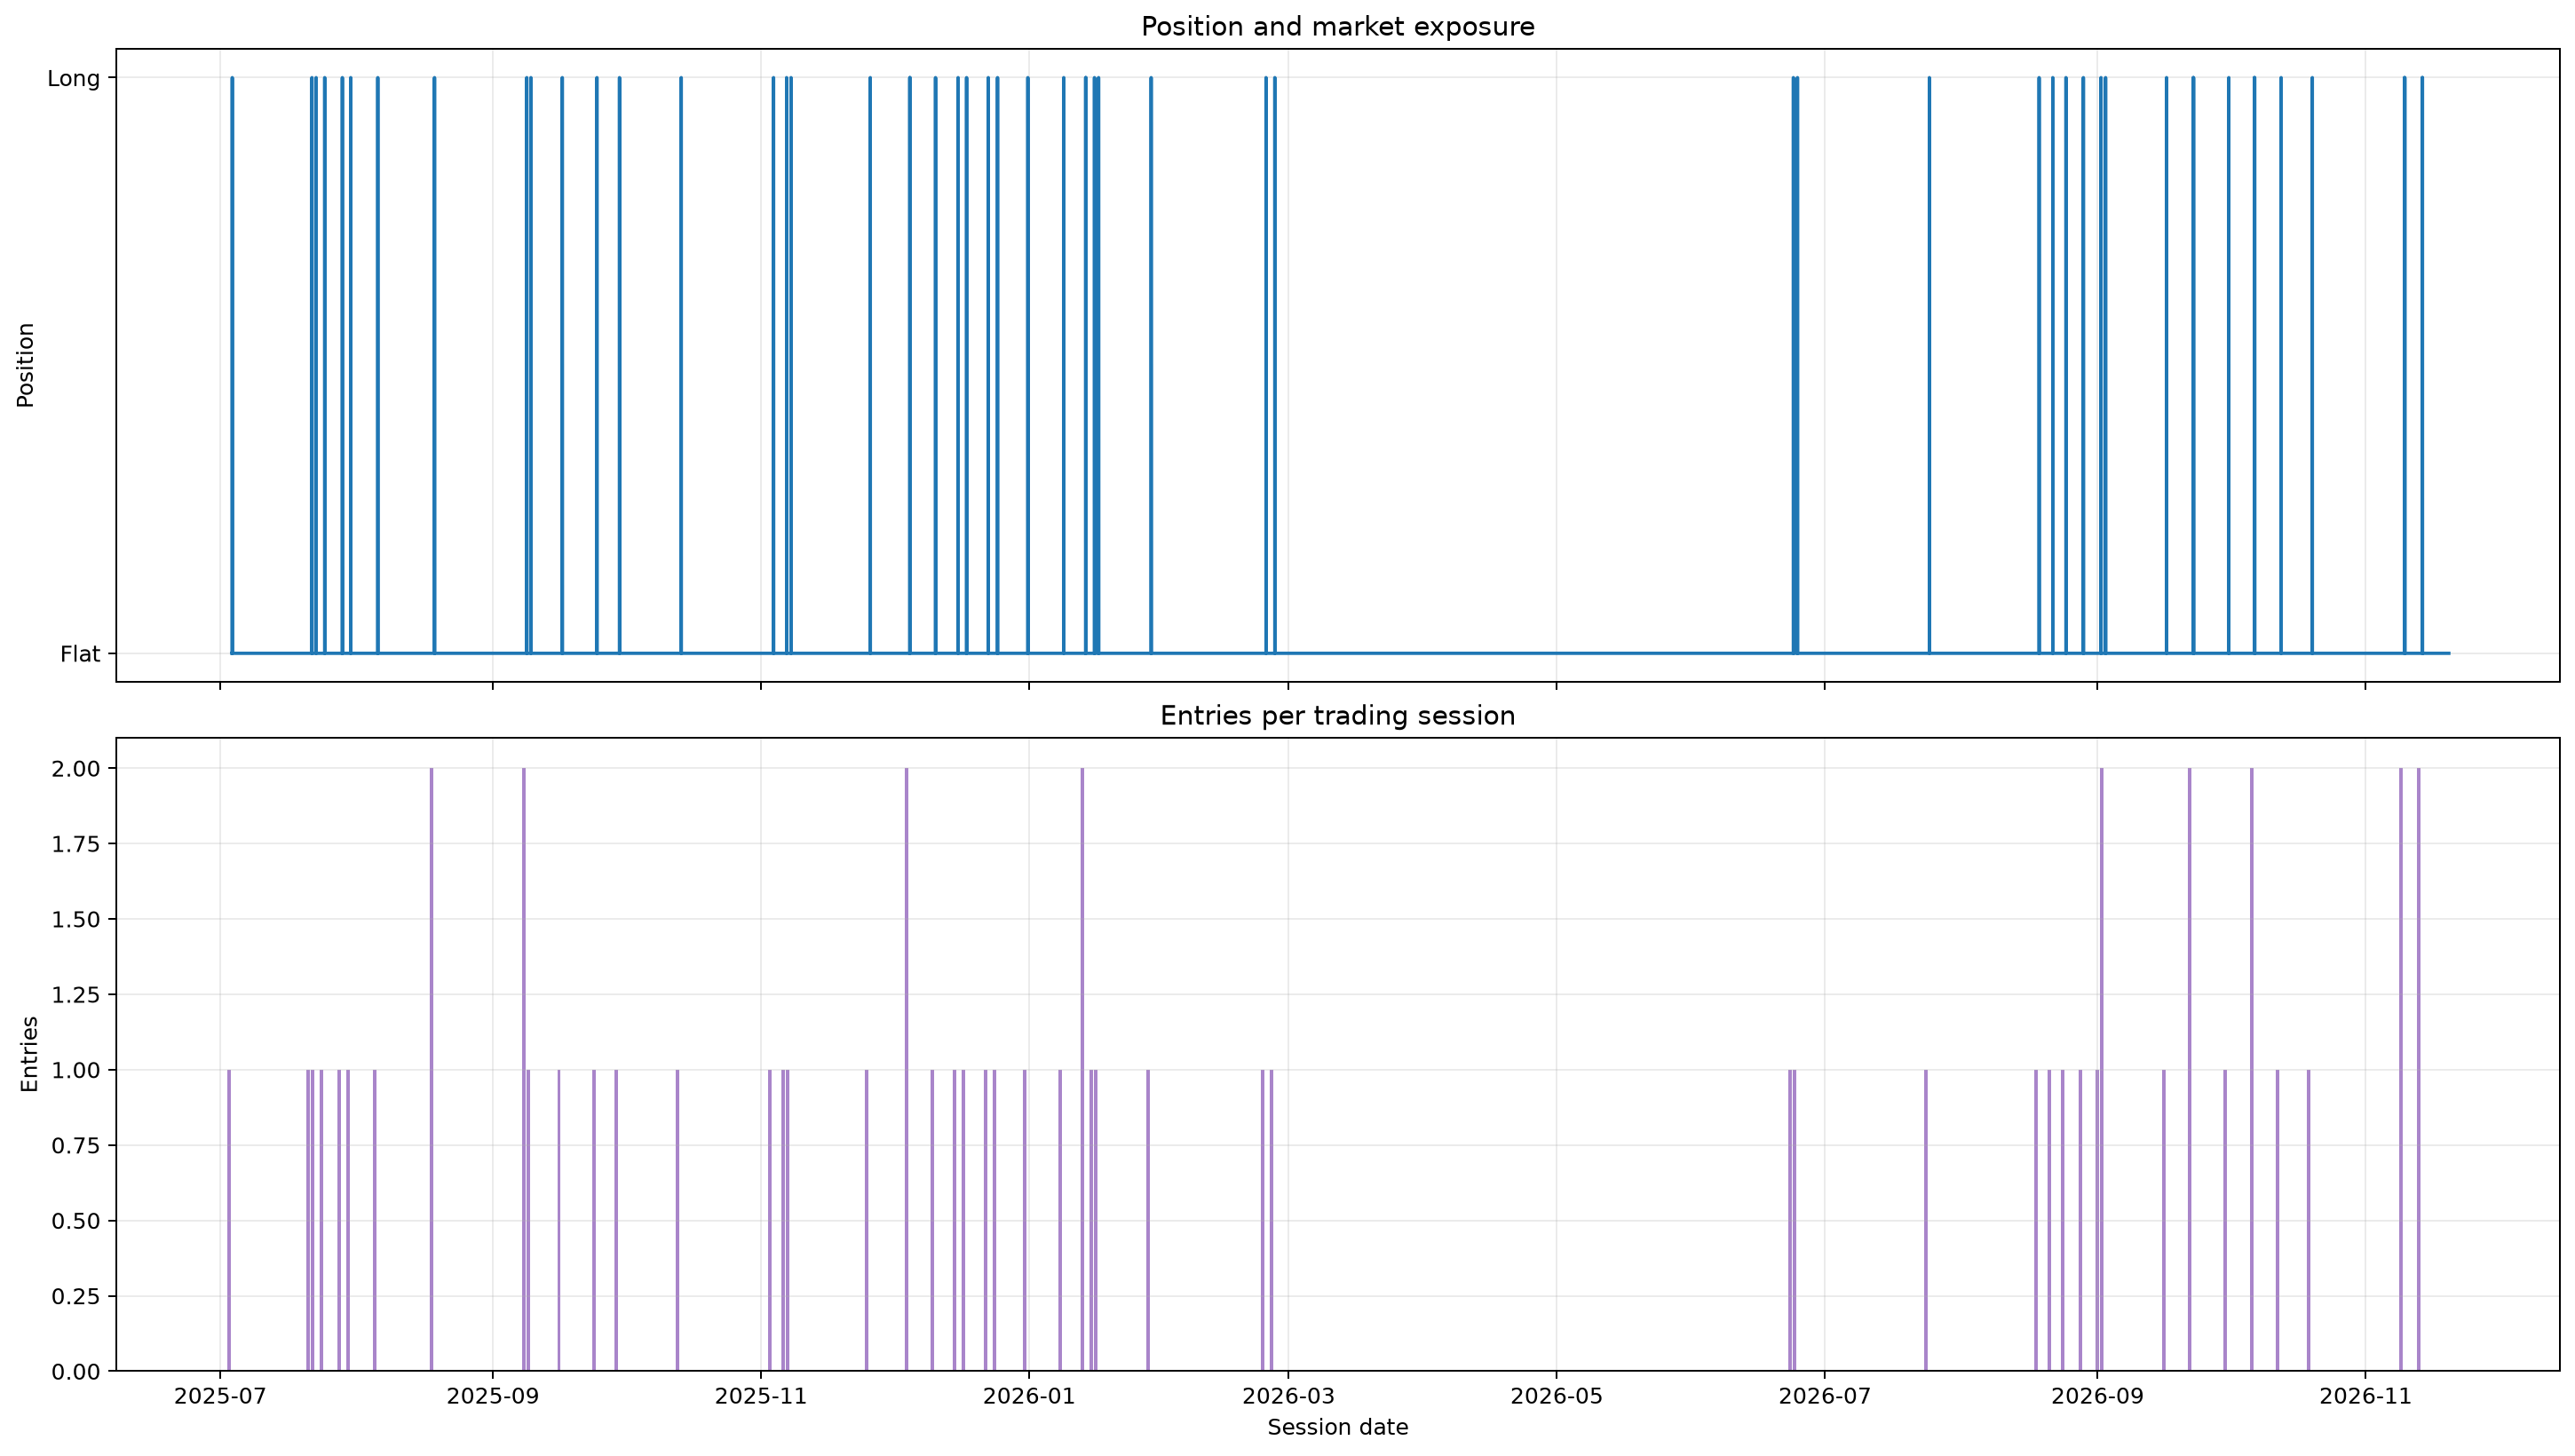 Position and market exposure
Long
Position
Flat
Entries per trading session
2.00
1.75
1.50
1.25
Entries
1.00
0.75
0.50
0.25
0.00
2025-07 2025-09 2025-11 2026-01 2026-03 2026-05 2026-07 2026-09 2026-11
Session date